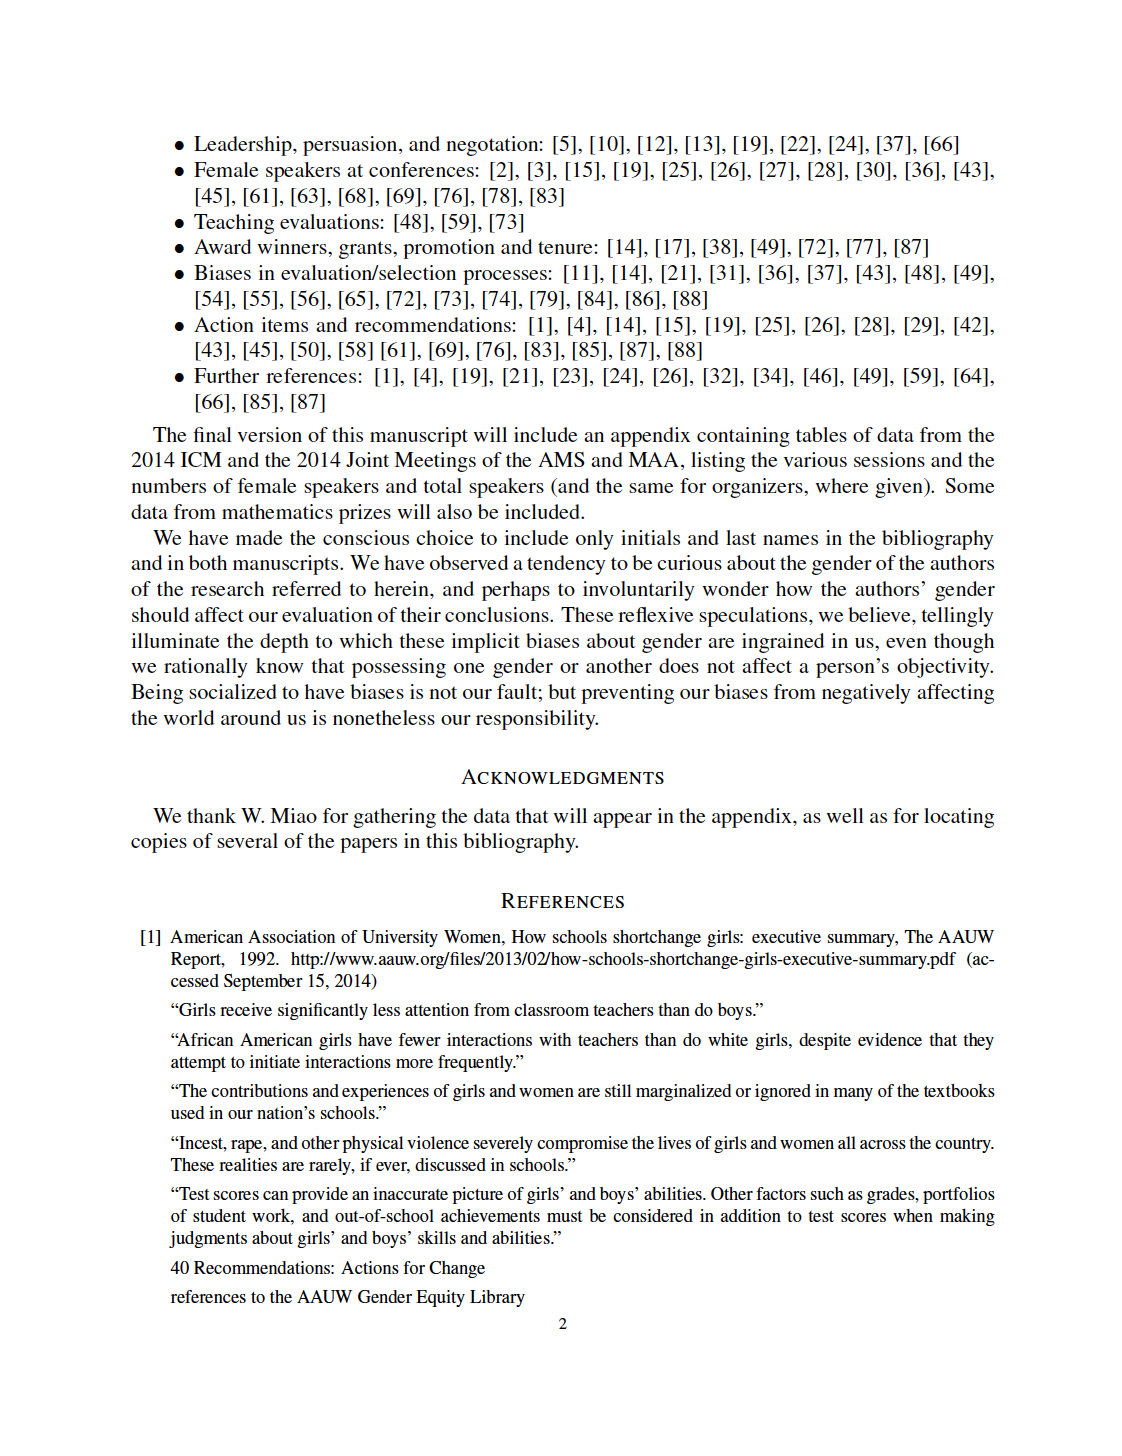 • Leadership, persuasion, and negotation: [5], [10], [12], [13], [19], [22], [24], [37], [66]
• Female speakers at conferences: [2], [3], [15], [19], [25], [26], [27], [28], [30], [36], [43],
[45], [61], [63], [68], [69], [76], [78], [83]
• Teaching evaluations: [48], [59], [73]
• Award winners, grants, promotion and tenure: [14], [17], [38], [49], [72], [77], [87]
• Biases in evaluation/selection processes: [11], [14], [21], [31], [36], [37], [43], [48], [49],
[54], [55], [56], [65], [72], [73], [74], [79], [84], [86], [88]
• Action items and recommendations: [1], [4], [14], [15], [19], [25], [26], [28], [29], [42],
[43], [45], [50], [58] [61], [69], [76], [83], [85], [87], [88]
• Further references: [1], [4], [19], [21], [23], [24], [26], [32], [34], [46], [49], [59], [64],
[66], [85], [87]
The final version of this manuscript will include an appendix containing tables of data from the
2014 ICM and the 2014 Joint Meetings of the AMS and MAA, listing the various sessions and the
numbers of female speakers and total speakers (and the same for organizers, where given). Some
data from mathematics prizes will also be included.
We have made the conscious choice to include only initials and last names in the bibliography
and in both manuscripts. We have observed a tendency to be curious about the gender of the authors
of the research referred to herein, and perhaps to involuntarily wonder how the authors’ gender
should affect our evaluation of their conclusions. These reflexive speculations, we believe, tellingly
illuminate the depth to which these implicit biases about gender are ingrained in us, even though
we rationally know that possessing one gender or another does not affect a person’s objectivity.
Being socialized to have biases is not our fault; but preventing our biases from negatively affecting
the world around us is nonetheless our responsibility.
ACKNOWLEDGMENTS
We thank W. Miao for gathering the data that will appear in the appendix, as well as for locating
copies of several of the papers in this bibliography.
REFERENCES
[1] American Association of University Women, How schools shortchange girls: executive summary, The AAUW
Report, 1992. http://www.aauw.org/files/2013/02/how-schools-shortchange-girls-executive-summary.pdf (ac-
cessed September 15, 2014)
“Girls receive significantly less attention from classroom teachers than do boys.”
“African American girls have fewer interactions with teachers than do white girls, despite evidence that they
attempt to initiate interactions more frequently.”
“The contributions and experiences of girls and women are still marginalized or ignored in many of the textbooks
used in our nation’s schools.”
“Incest, rape, and other physical violence severely compromise the lives of girls and women all across the country.
These realities are rarely, if ever, discussed in schools.”
“Test scores can provide an inaccurate picture of girls’ and boys’ abilities. Other factors such as grades, portfolios
of student work, and out-of-school achievements must be considered in addition to test scores when making
judgments about girls’ and boys’ skills and abilities.”
40 Recommendations: Actions for Change
references to the AAUW Gender Equity Library
2